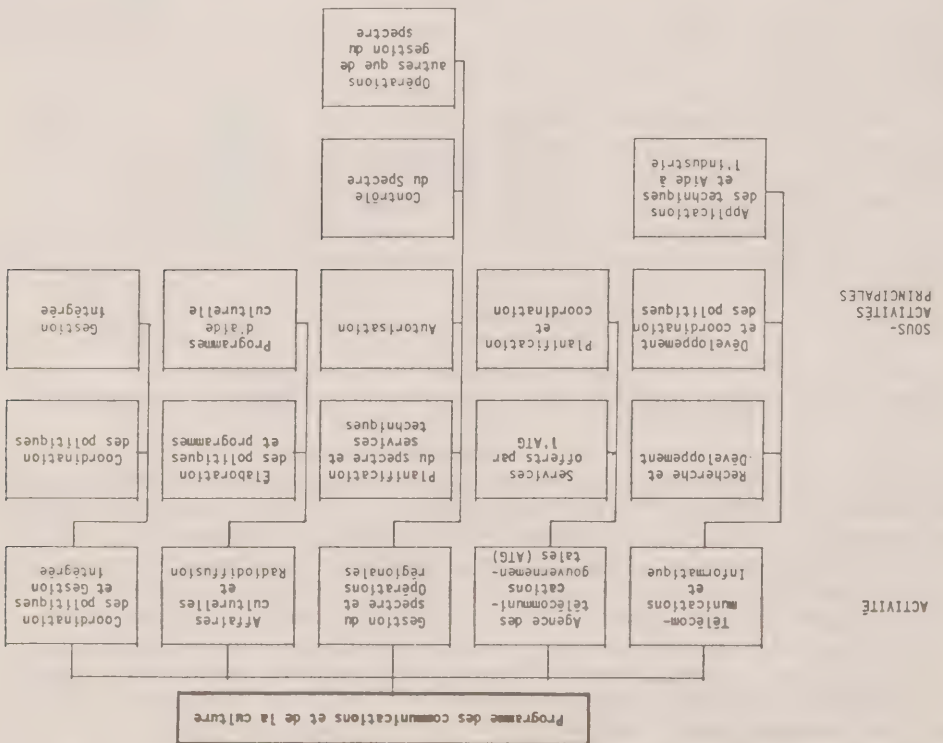 Programme des communications et de la culture
ACTIVITÉ
Télécom-
munications
et
Informatique
Agence des
télécommuni-
cations
gouvernemen-
tales (ATG)
Gestion du
spectre et
Opérations
régionales
Affaires
culturelles et
Radiodiffusion
Coordination
des politiques
et Gestion
intégrée
SOUS-
ACTIVITÉS
PRINCIPALES
Recherche et
Développement
Services
offerts par
l'ATG
Planification
du spectre et
services
techniques
Élaboration
des politiques
et programmes
Coordination
des politiques
Développement
et coordination
des politiques
Planification
et
coordination
Autorisation
Programmes
d'aide
culturelle
Gestion
intégrée
Applications
des techniques
et Aide à
l'industrie
Contrôle
du Spectre
Opérations
autres que de
gestion du
spectre